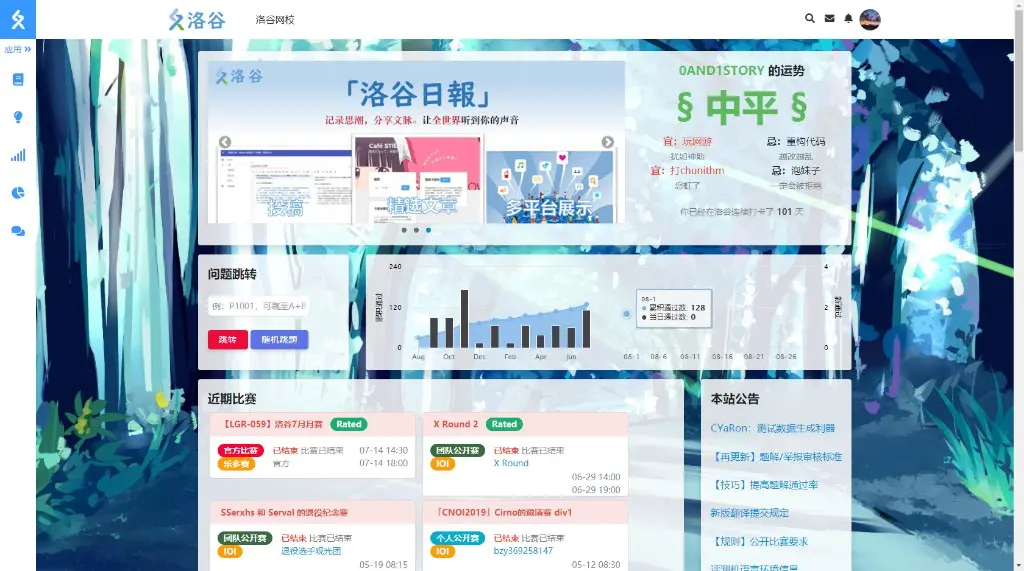 洛谷
洛谷网校
应用
洛谷
「洛谷日報」
记录思潮，分享文脉。让全世界听到你的声音
Café STI
投稿
精选文章
多平台展示
0AND1STORY 的运势
§ 中平 §
宜：玩网游
忌：重构代码
犹如神助
越改越乱
宜：打chunithm
忌：泡妹子
您虹了
一定会被拒绝
你已经在洛谷连续打卡了 101 天
问题跳转
例：P1001，可跳至A+B
跳转
随机跳题
240
120
0
Aug
Oct
Dec
Feb
Apr
Jun
08-1
累积通过数: 128
当日通过数: 0
4
2
0
08-1
08-6
08-11
08-16
08-21
08-26
近期比赛
【LGR-059】洛谷7月月赛 Rated
官方比赛
乐多赛
已结束 比赛已结束
官方
07-14 14:30
07-14 18:00
X Round 2 Rated
团队公开赛
IOI
已结束 比赛已结束
X Round
06-29 14:00
06-29 19:00
SSerxhs 和 Serval 的退役纪念赛
团队公开赛
IOI
已结束 比赛已结束
退役选手观光团
05-19 08:15
「CNOI2019」Cirno的邀请赛 div1
个人公开赛
IOI
已结束 比赛已结束
bzy369258147
05-12 08:30
本站公告
CYaRon：测试数据生成利器
【再更新】题解/举报审核标准
【技巧】提高题解通过率
新版翻译提交规定
【规则】公开比赛要求
评测机语言环境信息